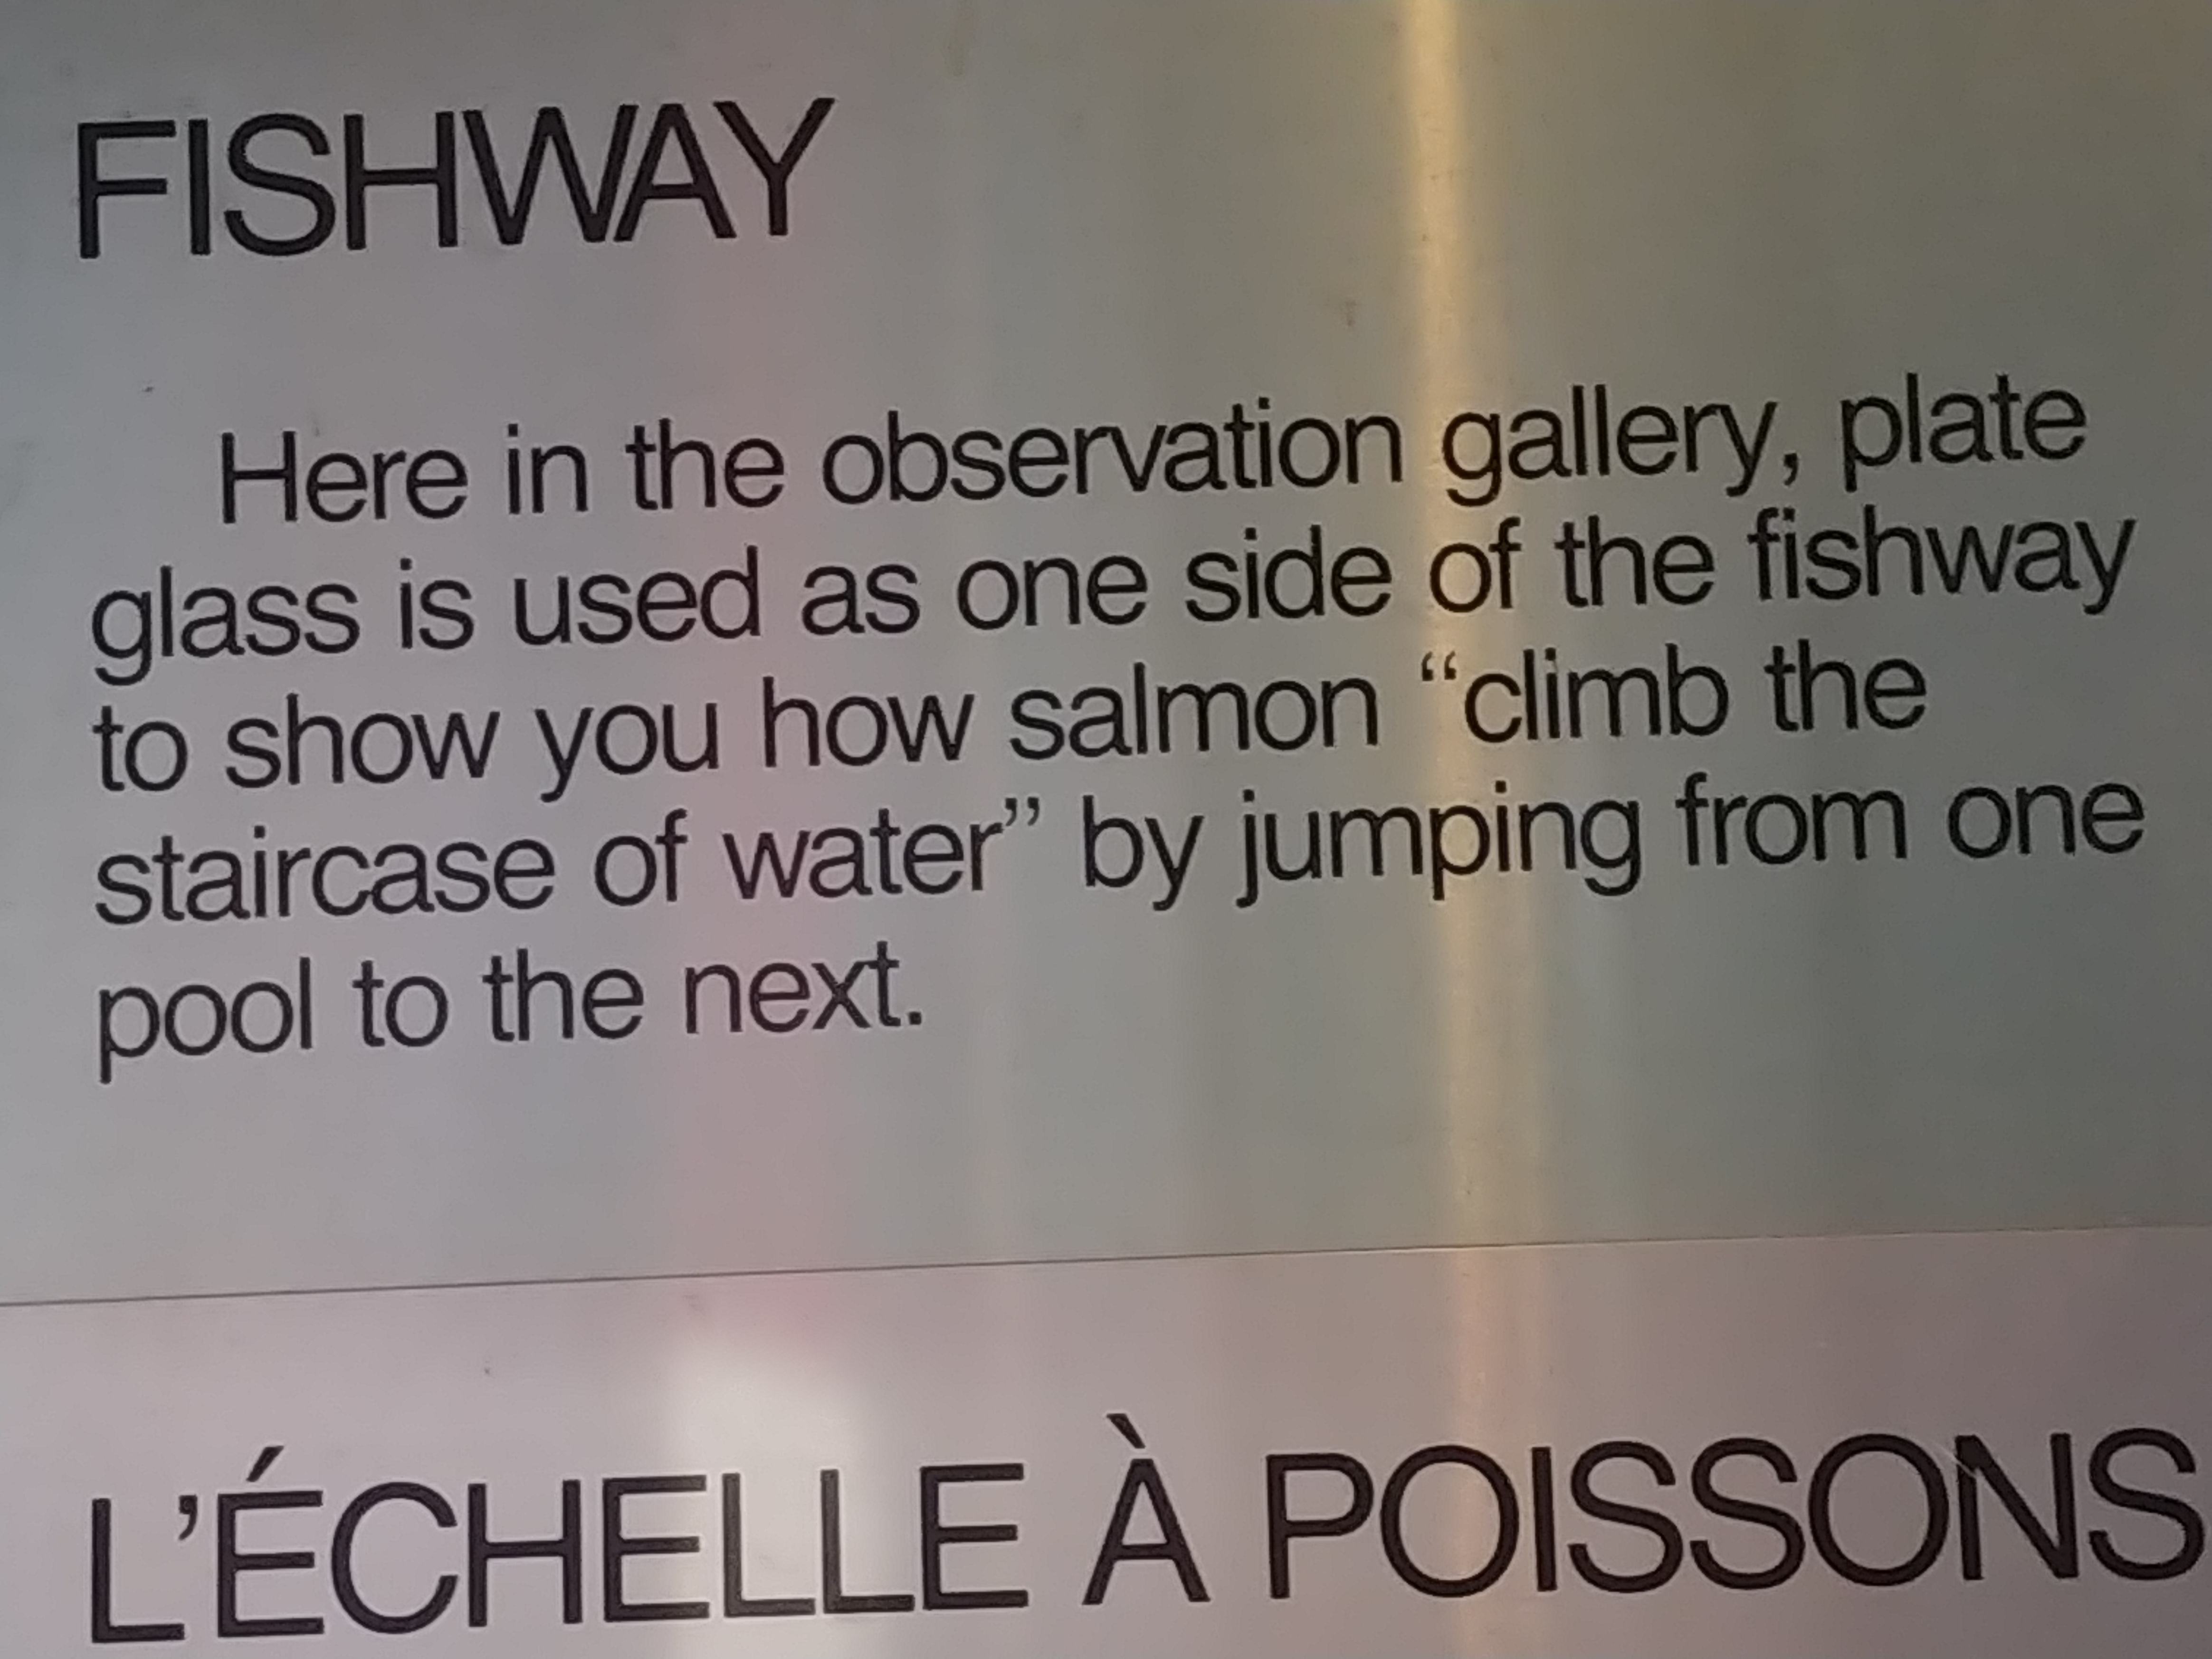 FISHWAY
Here in the observation gallery, plate
glass is used as one side of the fishway
to show you how salmon “climb the
staircase of water” by jumping from one
pool to the next.
L’ÉCHELLE À POISSONS